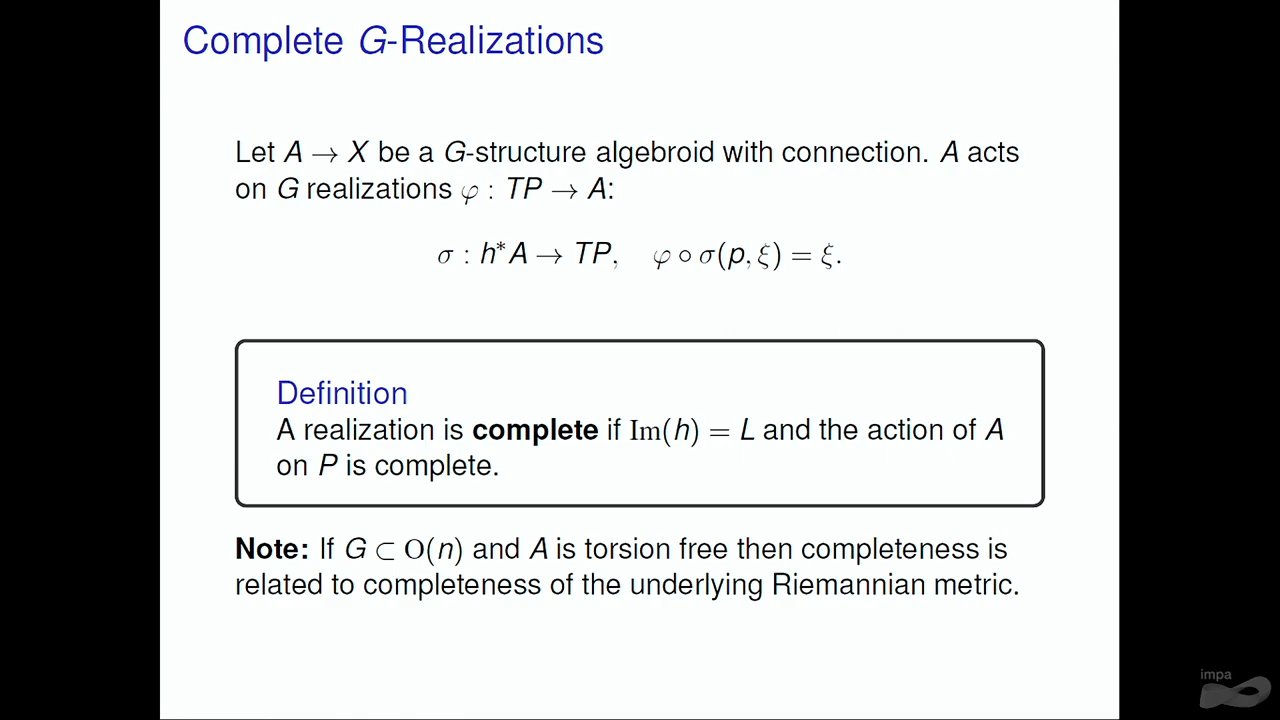 Complete G-Realizations
Let A → X be a G-structure algebroid with connection. A acts
on G realizations φ : TP → A:
σ : h*A → TP, φ ∘ σ(p, ξ) = ξ.
Definition
A realization is complete if Im(h) = L and the action of A
on P is complete.
Note: If G ⊂ O(n) and A is torsion free then completeness is
related to completeness of the underlying Riemannian metric.
impa